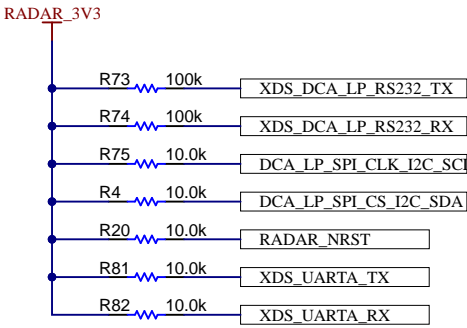 RADAR_3V3
R73 100k XDS_DCA_LP_RS232_TX
R74 100k XDS_DCA_LP_RS232_RX
R75 10.0k DCA_LP_SPI_CLK_I2C_SCL
R4 10.0k DCA_LP_SPI_CS_I2C_SDA
R20 10.0k RADAR_NRST
R81 10.0k XDS_UARTA_TX
R82 10.0k XDS_UARTA_RX